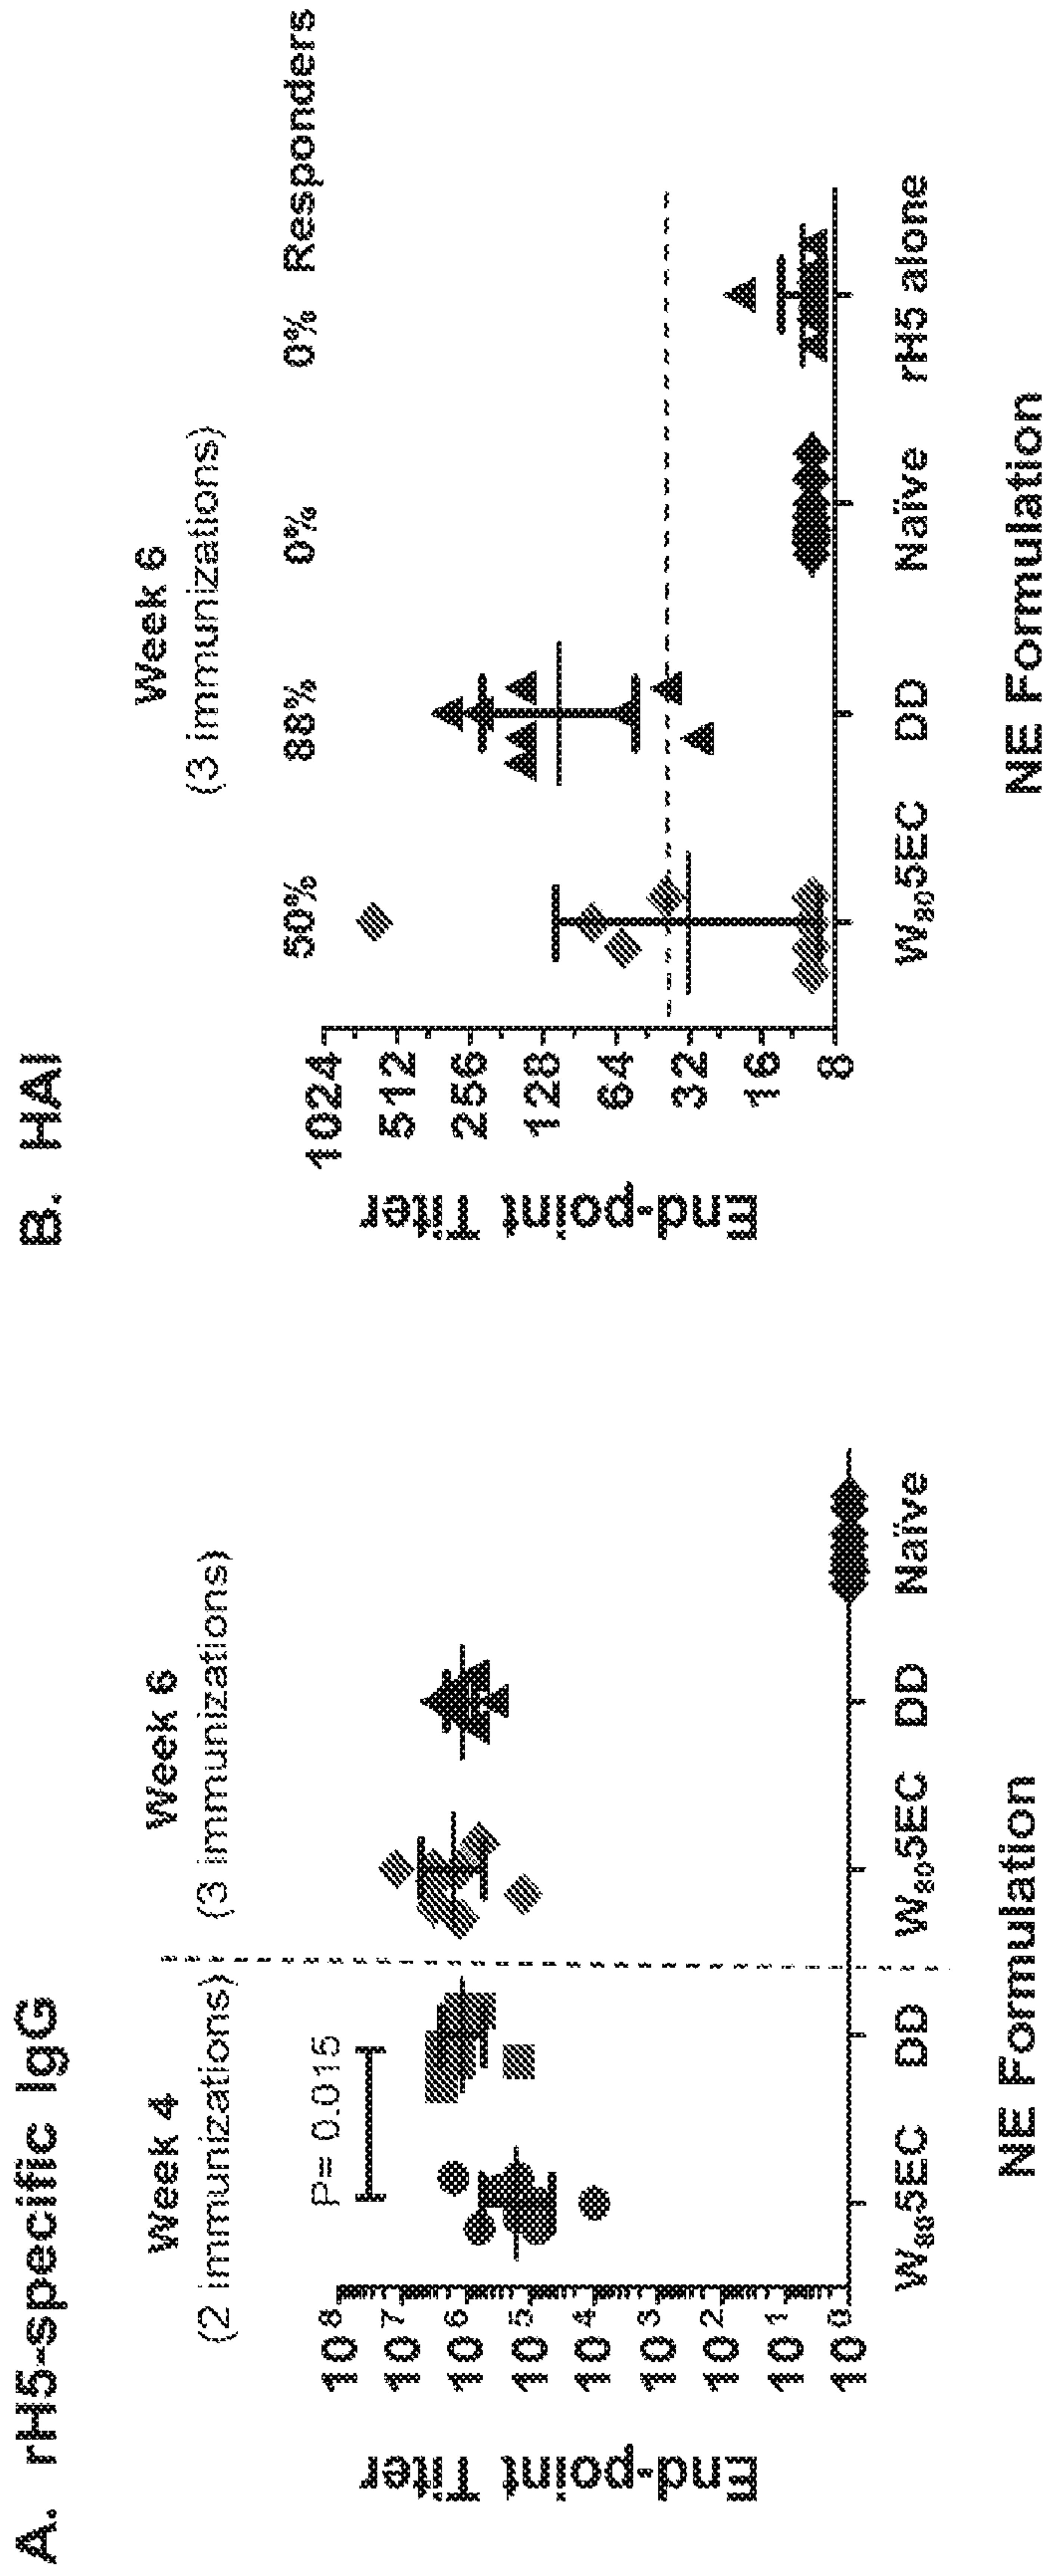 A. rH5-specific IgG
Week 4
(2 immunizations)
Week 6
(3 immunizations)
P= 0.015
End-point Titer
10⁸
10⁷
10⁶
10⁵
10⁴
10³
10²
10¹
10⁰
W₈₀5EC DD W₈₀5EC DD Naïve
NE Formulation
B. HAI
Week 6
(3 immunizations)
50% 88% 0% 0% Responders
End-point Titer
1024
512
256
128
64
32
16
8
W₈₀5EC DD Naïve rH5 alone
NE Formulation